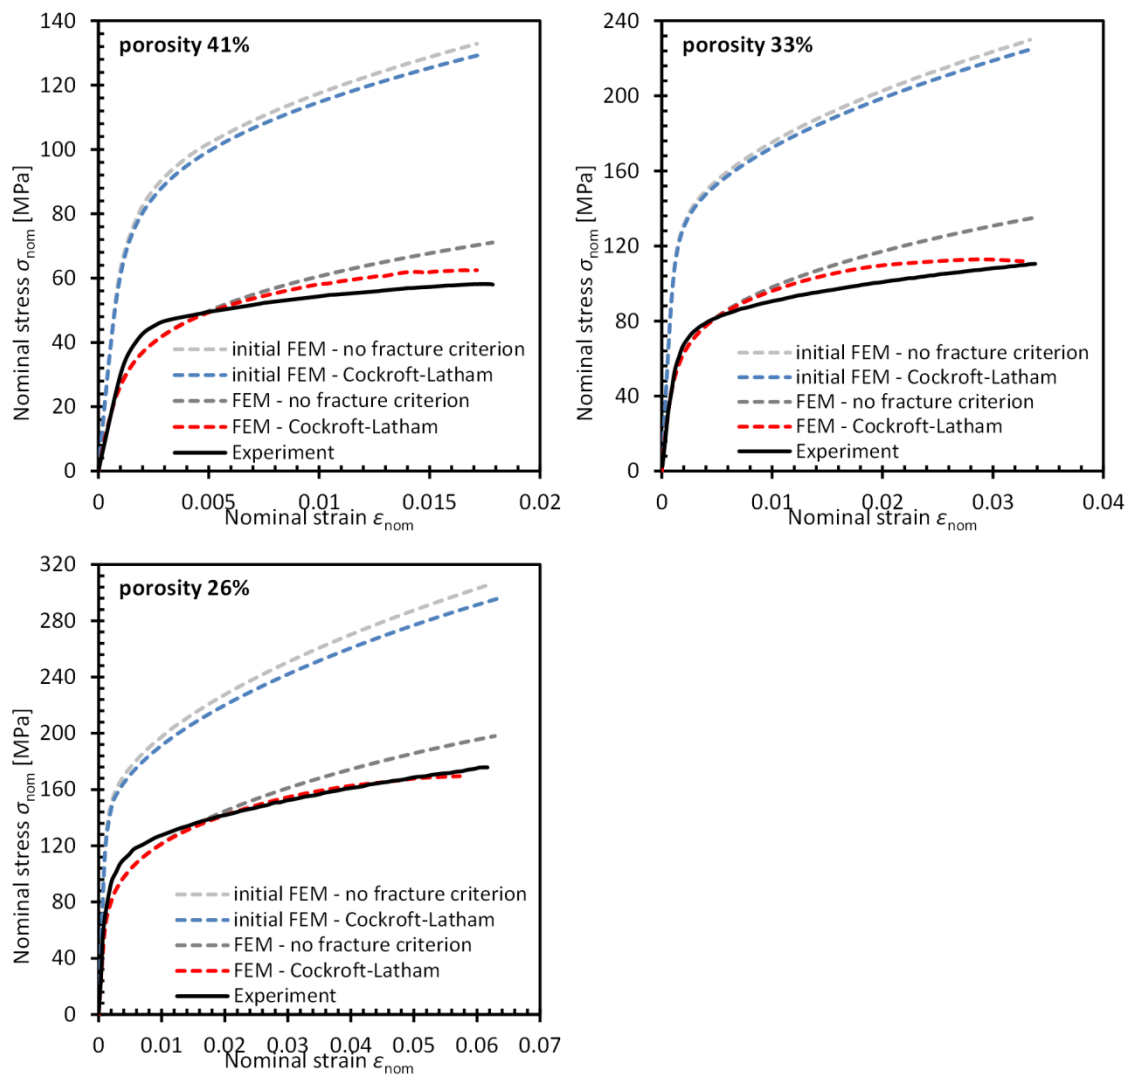 porosity 41%
Nominal stress σnom [MPa]
140
120
100
80
60
40
20
0
initial FEM - no fracture criterion
initial FEM - Cockroft-Latham
FEM - no fracture criterion
FEM - Cockroft-Latham
Experiment
0 0.005 0.01 0.015 0.02
Nominal strain εnom
porosity 33%
Nominal stress σnom [MPa]
240
200
160
120
80
40
0
initial FEM - no fracture criterion
initial FEM - Cockroft-Latham
FEM - no fracture criterion
FEM - Cockroft-Latham
Experiment
0 0.01 0.02 0.03 0.04
Nominal strain εnom
porosity 26%
Nominal stress σnom [MPa]
320
280
240
200
160
120
80
40
0
initial FEM - no fracture criterion
initial FEM - Cockroft-Latham
FEM - no fracture criterion
FEM - Cockroft-Latham
Experiment
0 0.01 0.02 0.03 0.04 0.05 0.06 0.07
Nominal strain εnom